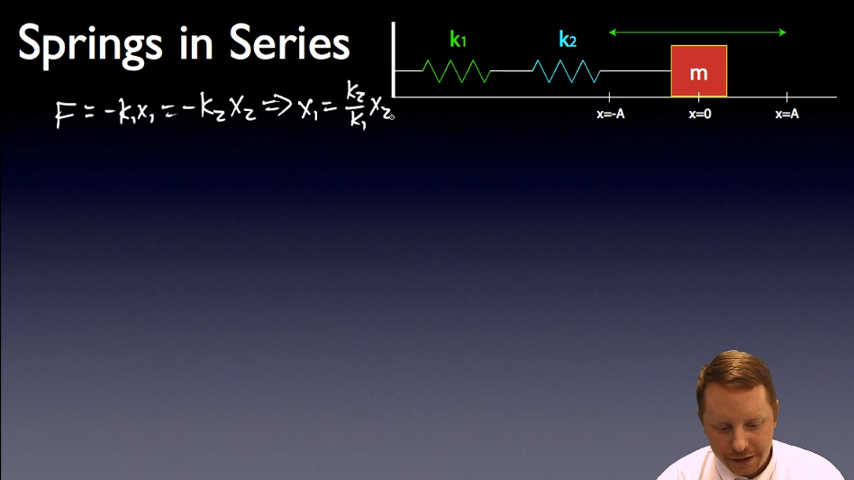 Springs in Series
k₁
k₂
m
x=-A
x=0
x=A
F = -k₁x₁ = -k₂x₂ ⇒ x₁ = k₂/k₁ x₂